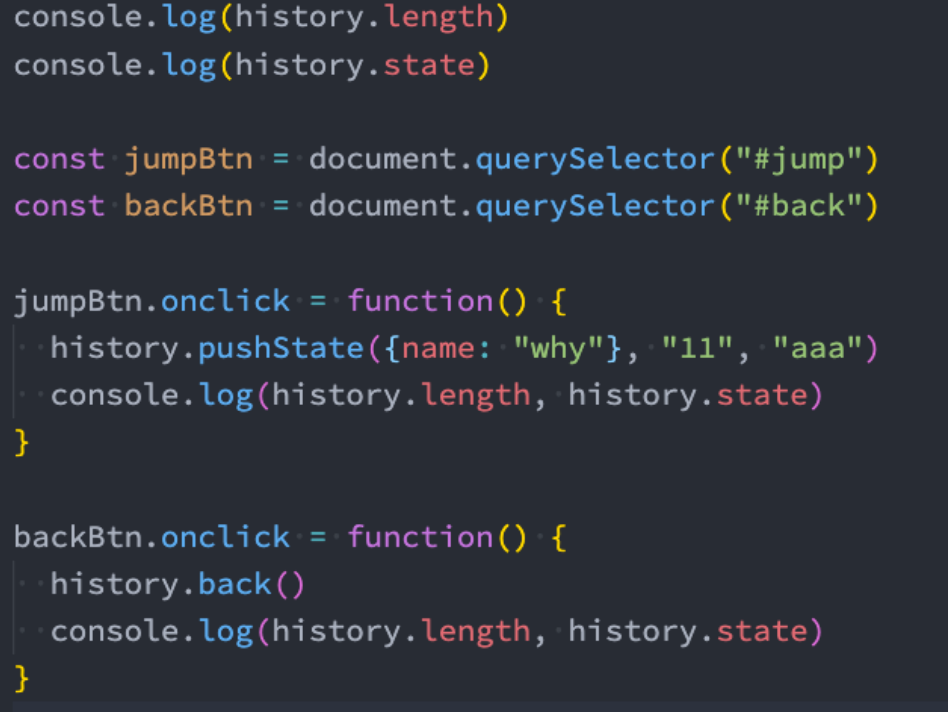 console.log(history.length)
console.log(history.state)
const jumpBtn = document.querySelector("#jump")
const backBtn = document.querySelector("#back")
jumpBtn.onclick = function() {
  history.pushState({name: "why"}, "11", "aaa")
  console.log(history.length, history.state)
}
backBtn.onclick = function() {
  history.back()
  console.log(history.length, history.state)
}